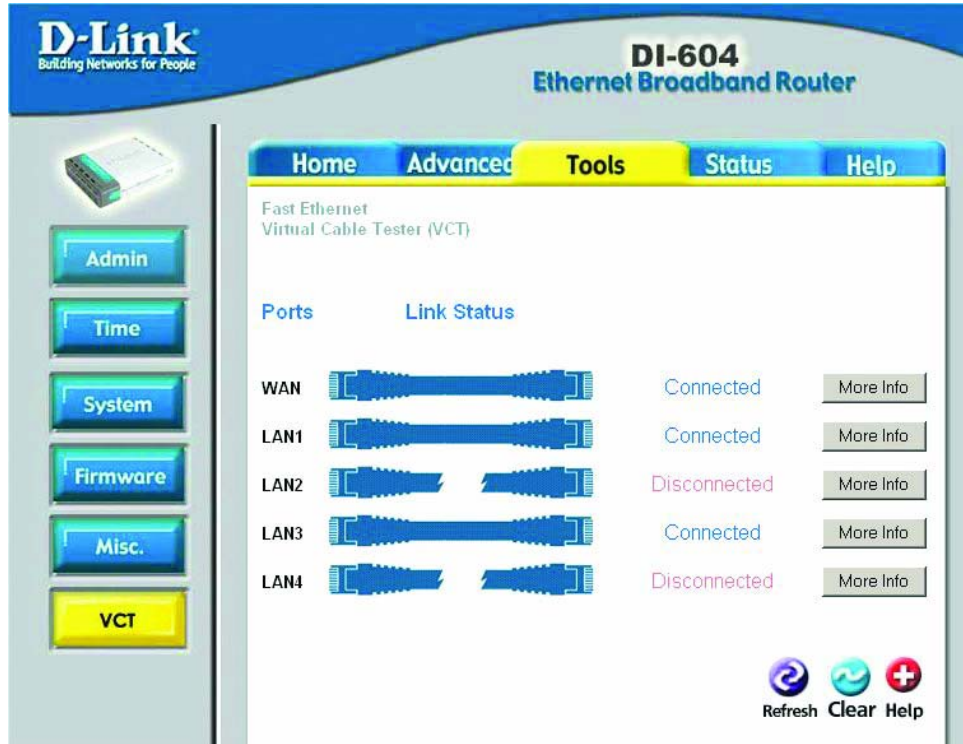 D-Link
Building Networks for People
DI-604
Ethernet Broadband Router
Home Advanced Tools Status Help
Admin
Time
System
Firmware
Misc.
VCT
Fast Ethernet
Virtual Cable Tester (VCT)
Ports Link Status
WAN Connected More Info
LAN1 Connected More Info
LAN2 Disconnected More Info
LAN3 Connected More Info
LAN4 Disconnected More Info
Refresh Clear Help